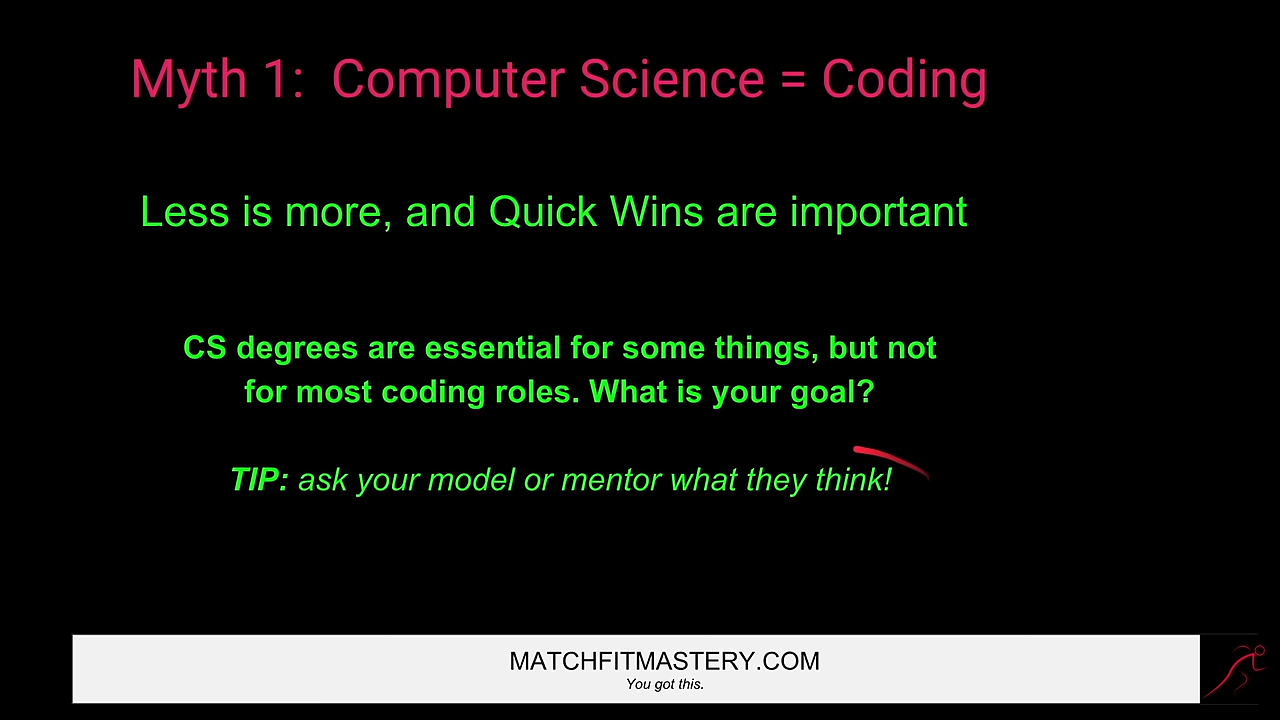 Myth 1: Computer Science = Coding
Less is more, and Quick Wins are important
CS degrees are essential for some things, but not
for most coding roles. What is your goal?
TIP: ask your model or mentor what they think!
MATCHFITMASTERY.COM
You got this.